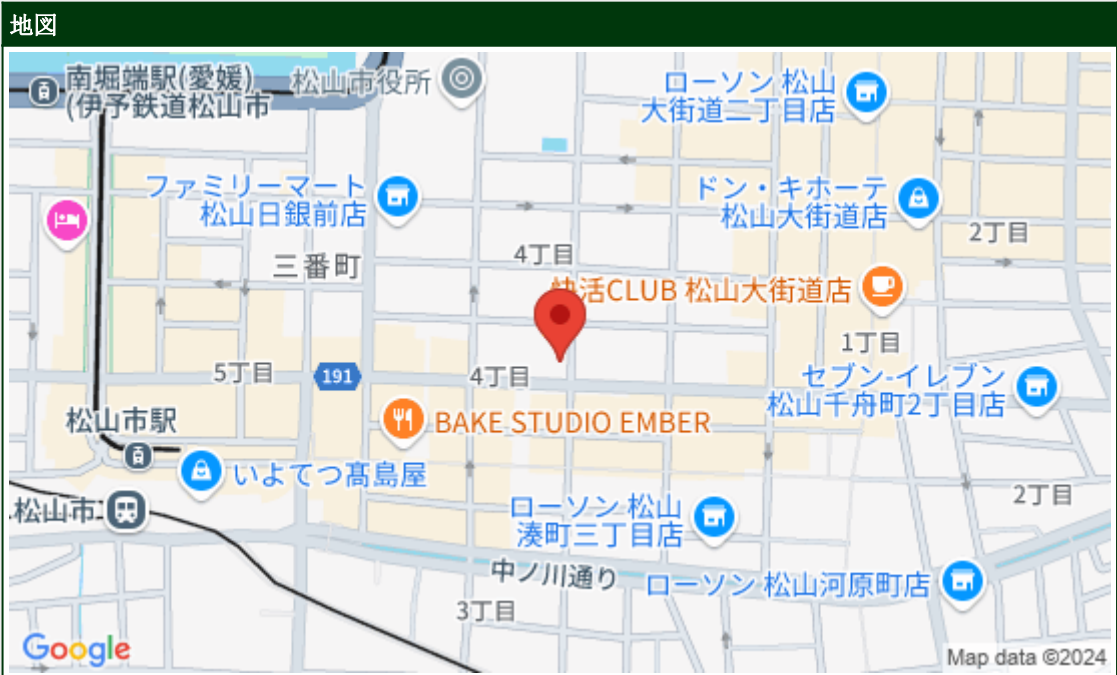 地図
南堀端駅(愛媛)
(伊予鉄道松山市
松山市役所
ローソン 松山
大街道二丁目店
ファミリーマート
松山日銀前店
ドン・キホーテ
松山大街道店
2丁目
4丁目
三番町
快活CLUB 松山大街道店
1丁目
5丁目
191
4丁目
セブン-イレブン
松山千舟町2丁目店
松山市駅
BAKE STUDIO EMBER
いよてつ髙島屋
松山市
2丁目
ローソン 松山
湊町三丁目店
中ノ川通り
ローソン 松山河原町店
3丁目
Google
Map data ©2024